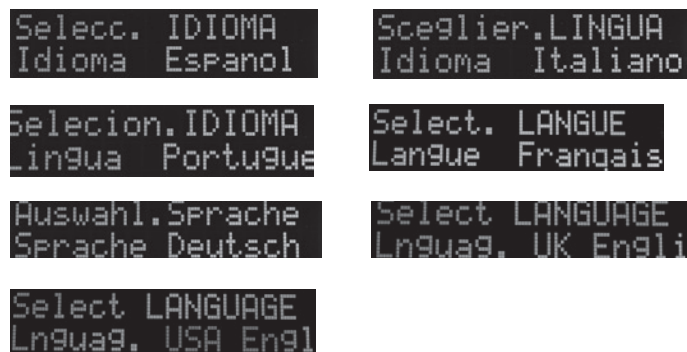 Selecc. IDIOMA
Idioma Espanol
Sceglier.LINGUA
Idioma Italiano
Selecion.IDIOMA
Lingua Portugue
Select. LANGUE
Langue Franqais
Auswahl.Sprache
Sprache Deutsch
Select LANGUAGE
Lnguag. UK Engli
Select LANGUAGE
Lnguag. USA Engl